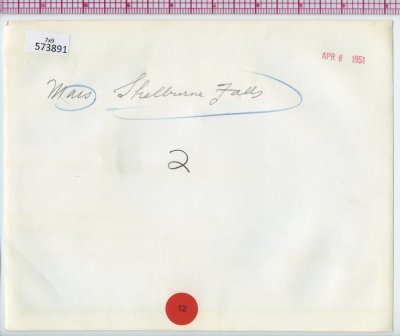 7x9
573891
APR 6 1951
Mass Shelburne Falls
2
12